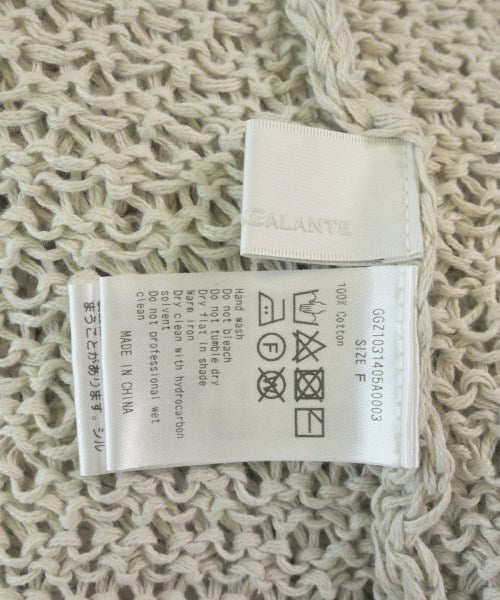 GALANTE
GGZ1031405A0003
SIZE F
100% Cotton
Hand wash
Do not bleach
Do not tumble dry
Dry flat in shade
Warm iron
Dry clean with hydrocarbon
solvent
Do not professional wet
clean
MADE IN CHINA
まうことがあります。シル